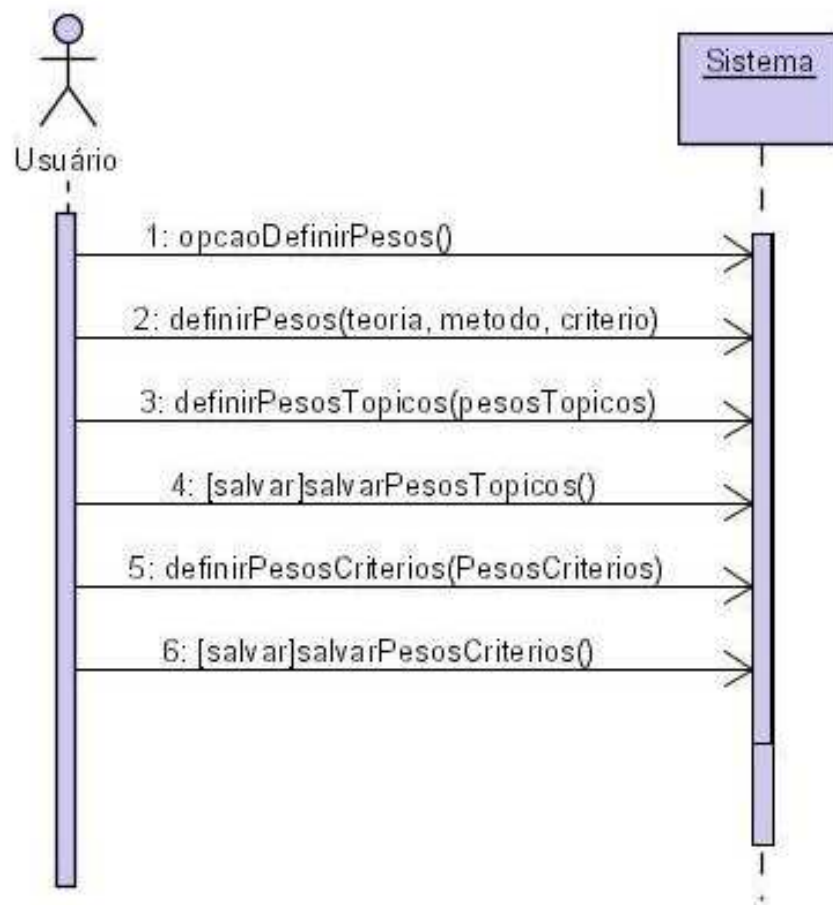 Sistema
Usuário
1: opcaoDefinirPesos()
2: definirPesos(teoria, metodo, criterio)
3: definirPesosTopicos(pesosTopicos)
4: [salvar]salvarPesosTopicos()
5: definirPesosCriterios(PesosCriterios)
6: [salvar]salvarPesosCriterios()